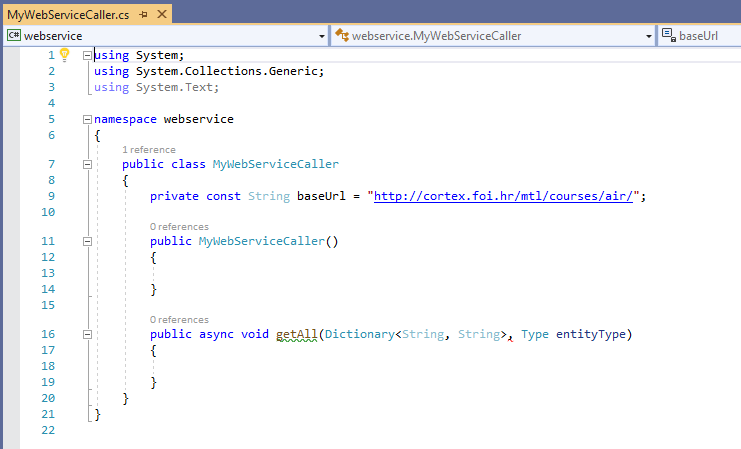 MyWebServiceCaller.cs
C# webservice webservice.MyWebServiceCaller baseUrl
1 using System;
2 using System.Collections.Generic;
3 using System.Text;
4
5 namespace webservice
6 {
1 reference
7 public class MyWebServiceCaller
8 {
9 private const String baseUrl = "http://cortex.foi.hr/mtl/courses/air/";
10
0 references
11 public MyWebServiceCaller()
12 {
13
14 }
15
0 references
16 public async void getAll(Dictionary<String, String>, Type entityType)
17 {
18
19 }
20 }
21 }
22